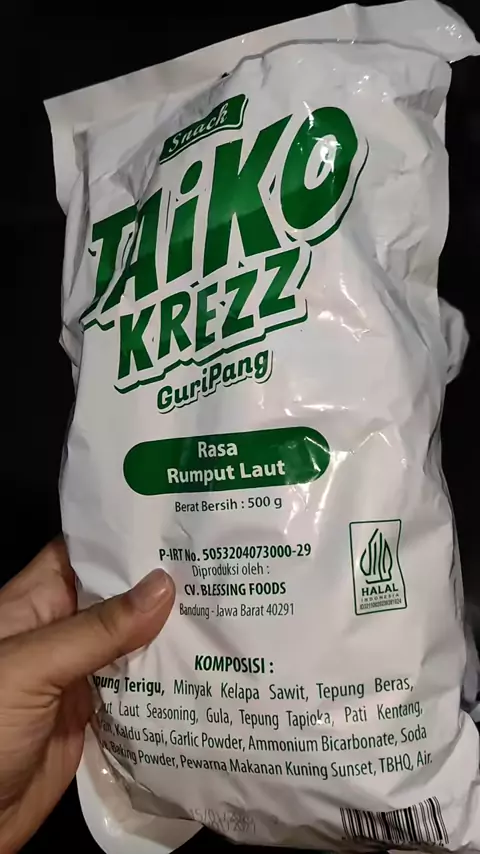 Snack
TAiKO
KREZZ
GuriPang
Rasa
Rumput Laut
Berat Bersih : 500 g
P-IRT No. 5053204073000-29
Diproduksi oleh :
CV. BLESSING FOODS
Bandung - Jawa Barat 40291
HALAL
INDONESIA
KOMPOSISI :
Terigu, Minyak Kelapa Sawit, Tepung Beras,
Laut Seasoning, Gula, Tepung Tapioka, Pati Kentang,
Kaldu Sapi, Garlic Powder, Ammonium Bicarbonate, Soda
Baking Powder, Pewarna Makanan Kuning Sunset, TBHQ, Air.